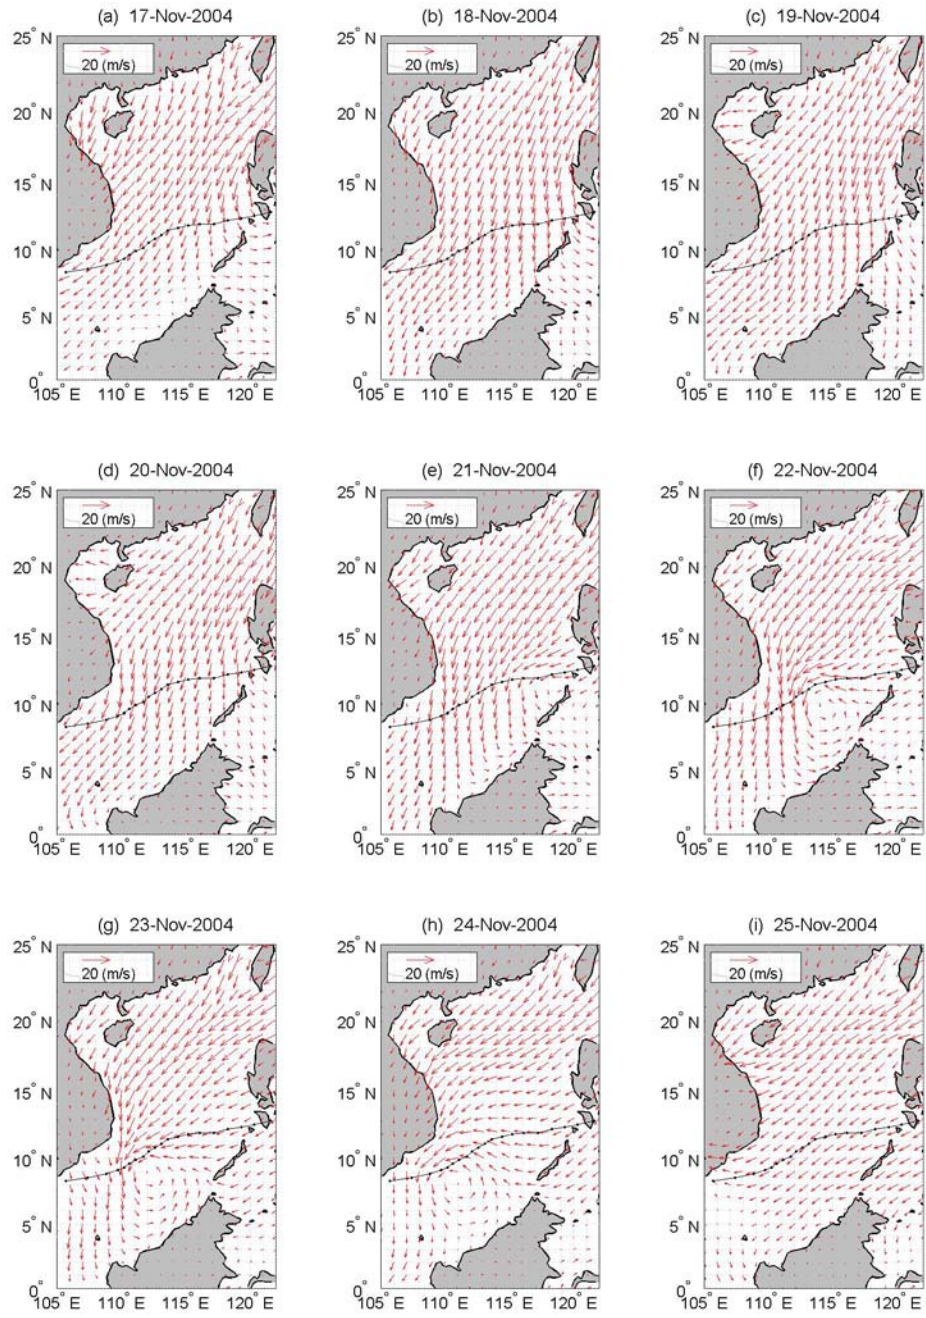 (a) 17-Nov-2004
(b) 18-Nov-2004
(c) 19-Nov-2004
25° N
20 (m/s)
20° N
15° N
10° N
5° N
0°
105° E 110° E 115° E 120° E
25° N
20 (m/s)
20° N
15° N
10° N
5° N
0°
105° E 110° E 115° E 120° E
25° N
20 (m/s)
20° N
15° N
10° N
5° N
0°
105° E 110° E 115° E 120° E
(d) 20-Nov-2004
(e) 21-Nov-2004
(f) 22-Nov-2004
25° N
20 (m/s)
20° N
15° N
10° N
5° N
0°
105° E 110° E 115° E 120° E
25° N
20 (m/s)
20° N
15° N
10° N
5° N
0°
105° E 110° E 115° E 120° E
25° N
20 (m/s)
20° N
15° N
10° N
5° N
0°
105° E 110° E 115° E 120° E
(g) 23-Nov-2004
(h) 24-Nov-2004
(i) 25-Nov-2004
25° N
20 (m/s)
20° N
15° N
10° N
5° N
0°
105° E 110° E 115° E 120° E
25° N
20 (m/s)
20° N
15° N
10° N
5° N
0°
105° E 110° E 115° E 120° E
25° N
20 (m/s)
20° N
15° N
10° N
5° N
0°
105° E 110° E 115° E 120° E